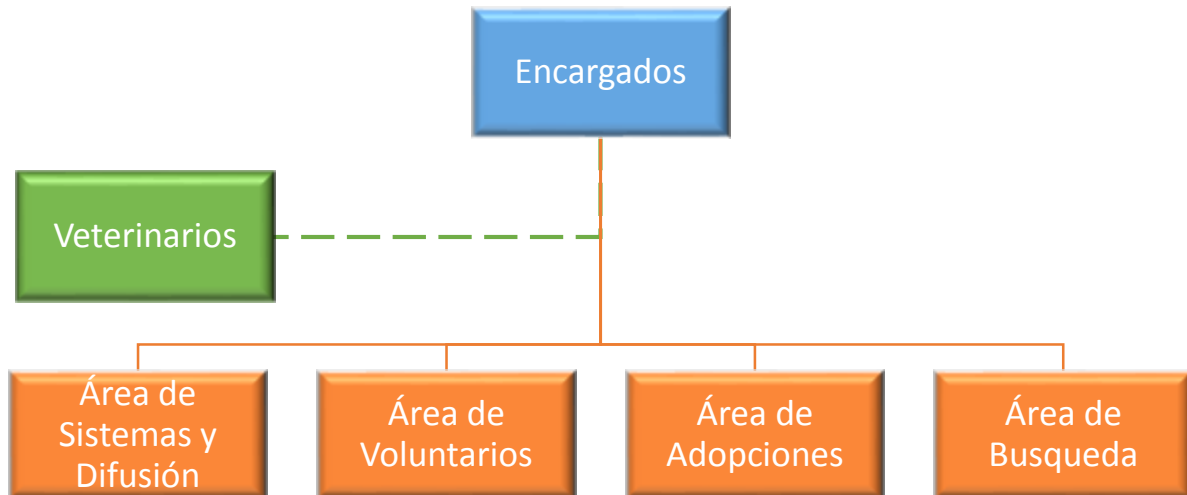 Encargados
Veterinarios
Área de
Sistemas y
Difusión
Área de
Voluntarios
Área de
Adopciones
Área de
Busqueda